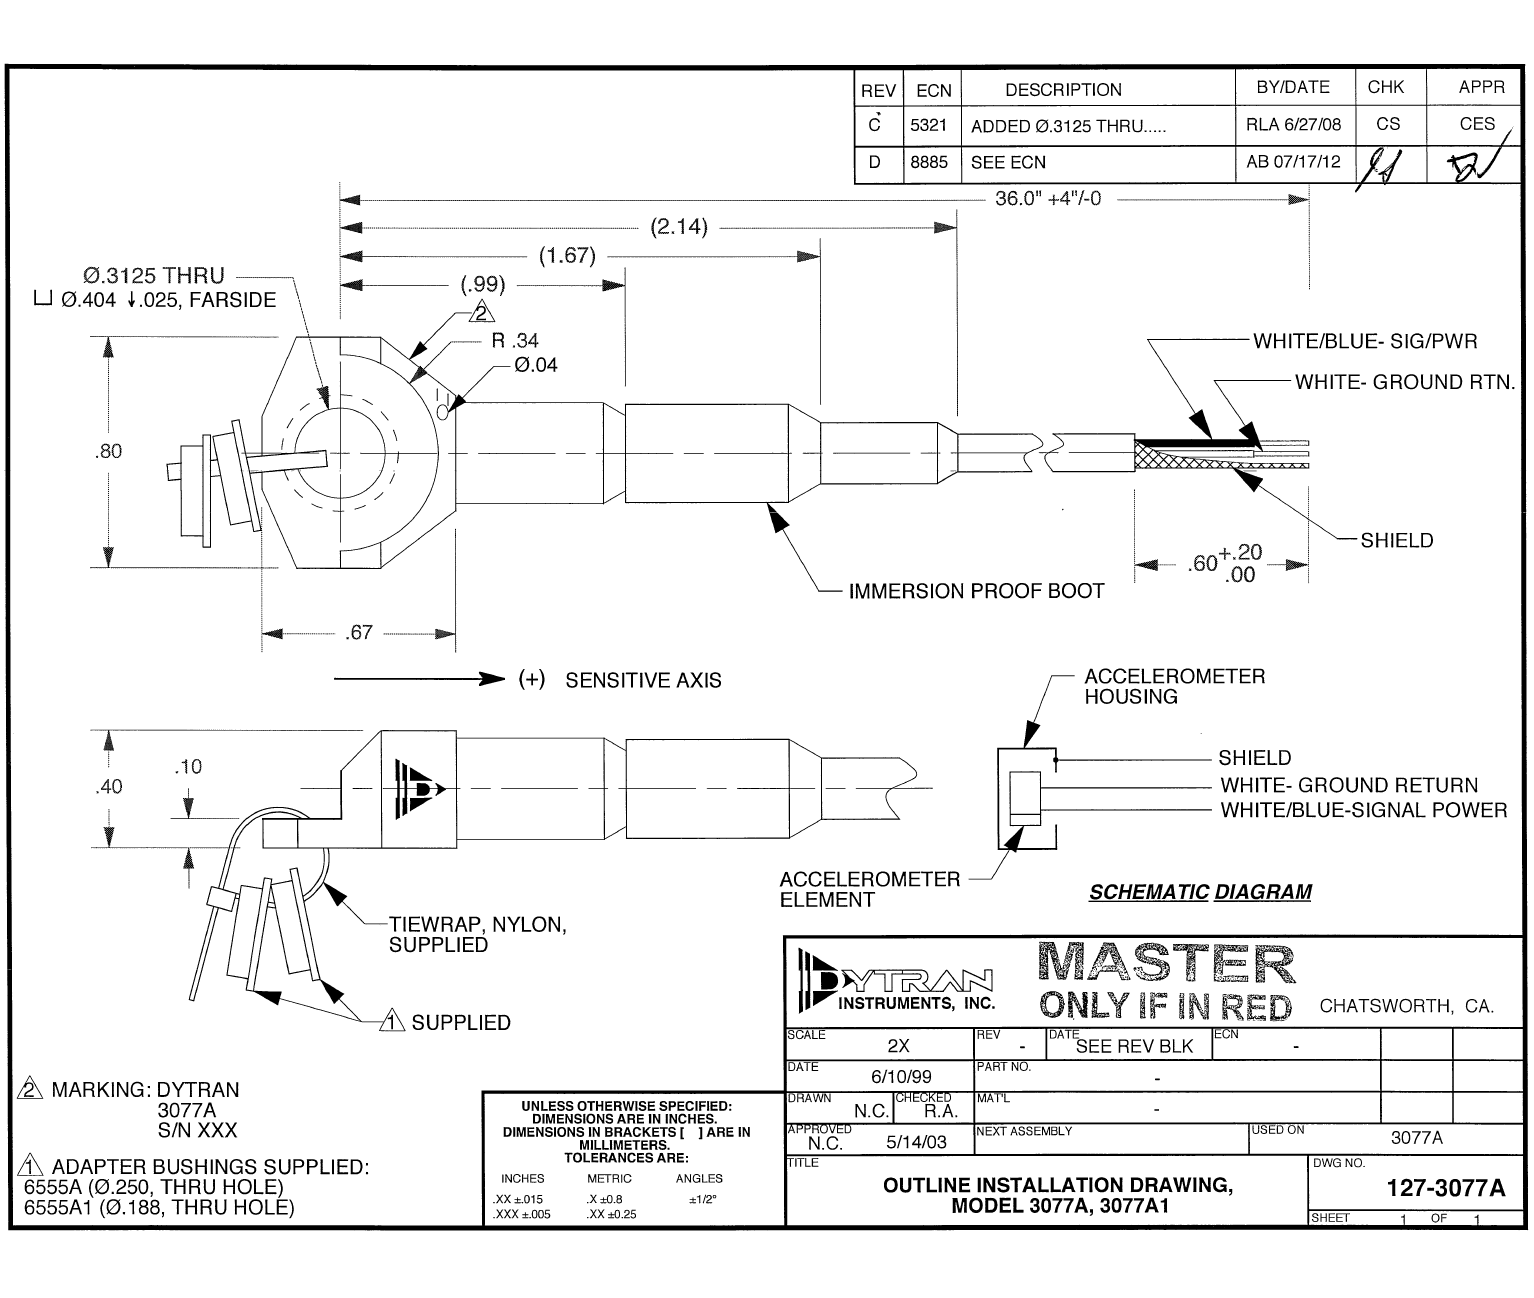 REV ECN DESCRIPTION BY/DATE CHK APPR
C 5321 ADDED Ø.3125 THRU..... RLA 6/27/08 CS CES
D 8885 SEE ECN AB 07/17/12
36.0" +4"/-0
(2.14)
(1.67)
(.99)
Ø.3125 THRU
⌴ Ø.404 ↓.025, FARSIDE
2
R .34
Ø.04
WHITE/BLUE- SIG/PWR
WHITE- GROUND RTN.
.80
SHIELD
.60 +.20
.00
IMMERSION PROOF BOOT
.67
(+) SENSITIVE AXIS
ACCELEROMETER
HOUSING
.10
.40
SHIELD
WHITE- GROUND RETURN
WHITE/BLUE-SIGNAL POWER
D
ACCELEROMETER
ELEMENT
SCHEMATIC DIAGRAM
TIEWRAP, NYLON,
SUPPLIED
1 SUPPLIED
2 MARKING: DYTRAN
3077A
S/N XXX
1 ADAPTER BUSHINGS SUPPLIED:
6555A (Ø.250, THRU HOLE)
6555A1 (Ø.188, THRU HOLE)
UNLESS OTHERWISE SPECIFIED:
DIMENSIONS ARE IN INCHES.
DIMENSIONS IN BRACKETS [ ] ARE IN
MILLIMETERS.
TOLERANCES ARE:
INCHES METRIC ANGLES
.XX ±.015 .X ±0.8 ±1/2°
.XXX ±.005 .XX ±0.25
DYTRAN
INSTRUMENTS, INC.
MASTER
ONLY IF IN RED
CHATSWORTH, CA.
SCALE 2X REV - DATE SEE REV BLK ECN -
DATE 6/10/99 PART NO. -
DRAWN N.C. CHECKED R.A. MAT'L -
APPROVED N.C. 5/14/03 NEXT ASSEMBLY USED ON 3077A
TITLE
OUTLINE INSTALLATION DRAWING,
MODEL 3077A, 3077A1
DWG NO.
127-3077A
SHEET 1 OF 1